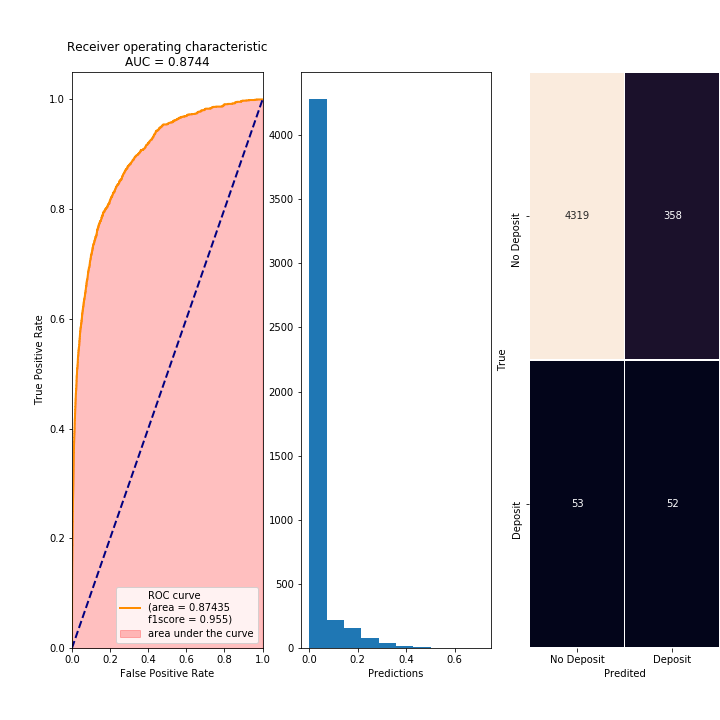 Receiver operating characteristic
AUC = 0.8744
True Positive Rate
1.0
0.8
0.6
0.4
0.2
0.0
0.0 0.2 0.4 0.6 0.8 1.0
False Positive Rate
ROC curve
(area = 0.87435
f1score = 0.955)
area under the curve
4000
3500
3000
2500
2000
1500
1000
500
0
0.0 0.2 0.4 0.6
Predictions
True
No Deposit
Deposit
4319 358
53 52
No Deposit Deposit
Predited